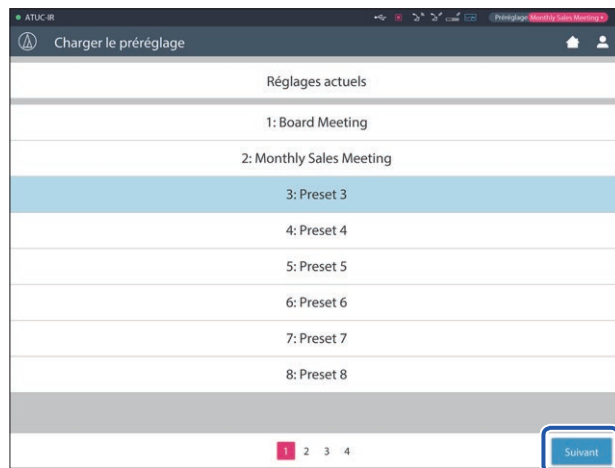 ATUC-IR
Préréglage Monthly Sales Meeting
Charger le préréglage
Réglages actuels
1: Board Meeting
2: Monthly Sales Meeting
3: Preset 3
4: Preset 4
5: Preset 5
6: Preset 6
7: Preset 7
8: Preset 8
1 2 3 4
Suivant